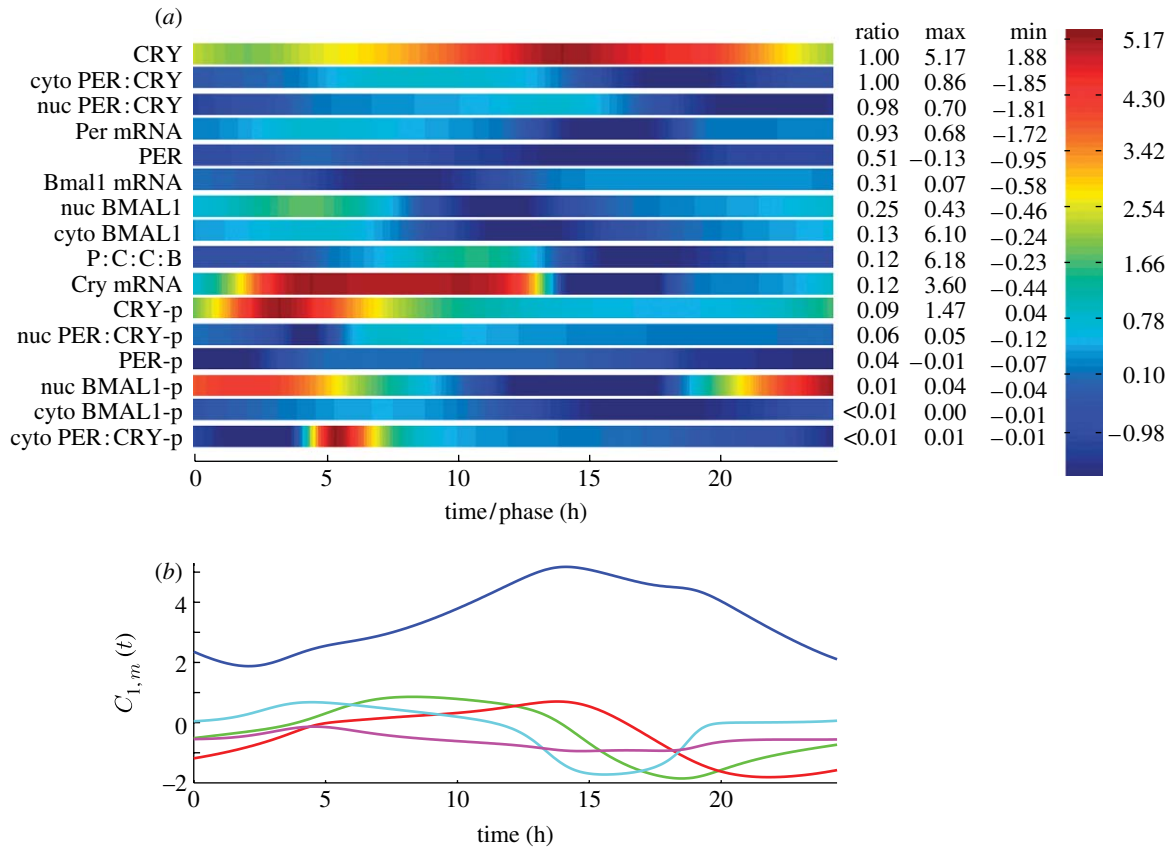 (a)
ratio max min
CRY 1.00 5.17 1.88
cyto PER:CRY 1.00 0.86 −1.85
nuc PER:CRY 0.98 0.70 −1.81
Per mRNA 0.93 0.68 −1.72
PER 0.51 −0.13 −0.95
Bmal1 mRNA 0.31 0.07 −0.58
nuc BMAL1 0.25 0.43 −0.46
cyto BMAL1 0.13 6.10 −0.24
P:C:C:B 0.12 6.18 −0.23
Cry mRNA 0.12 3.60 −0.44
CRY-p 0.09 1.47 0.04
nuc PER:CRY-p 0.06 0.05 −0.12
PER-p 0.04 −0.01 −0.07
nuc BMAL1-p 0.01 0.04 −0.04
cyto BMAL1-p <0.01 0.00 −0.01
cyto PER:CRY-p <0.01 0.01 −0.01
0 5 10 15 20
time/phase (h)
5.17
4.30
3.42
2.54
1.66
0.78
0.10
−0.98
(b)
4
2
0
−2
C1,m (t)
0 5 10 15 20
time (h)